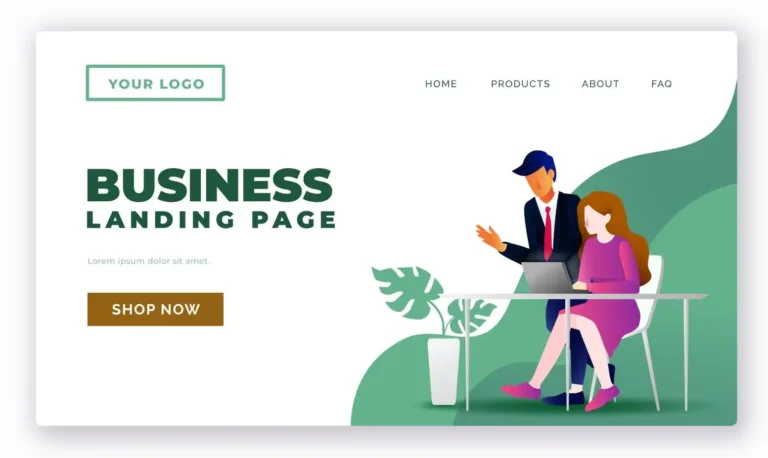 YOUR LOGO
HOME PRODUCTS ABOUT FAQ
BUSINESS
LANDING PAGE
Lorem ipsum dolor sit amet.
SHOP NOW